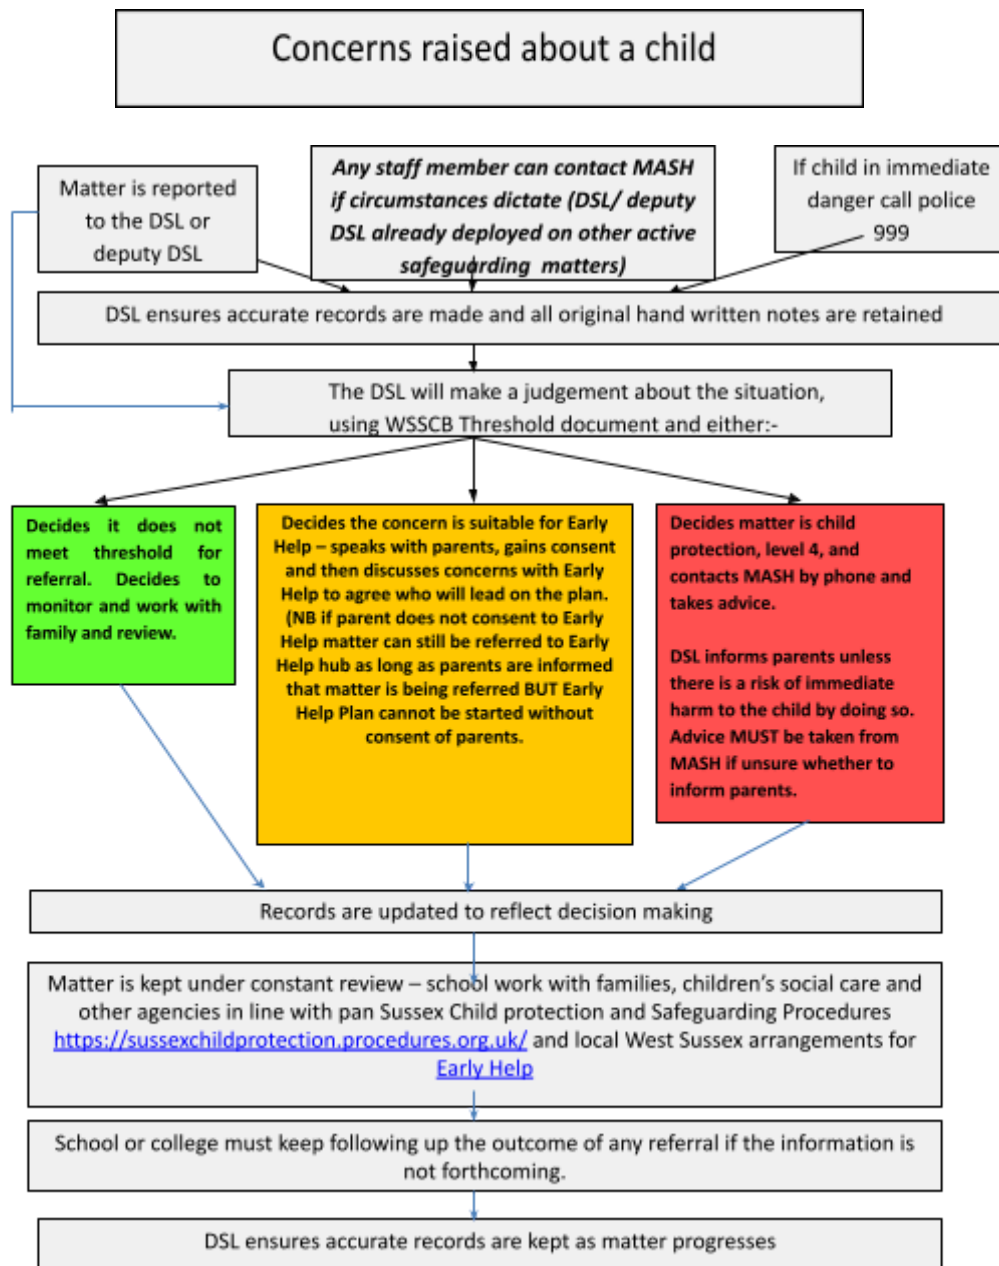 Concerns raised about a child
Matter is reported
to the DSL or
deputy DSL
Any staff member can contact MASH
if circumstances dictate (DSL/ deputy
DSL already deployed on other active
safeguarding matters)
If child in immediate
danger call police
999
DSL ensures accurate records are made and all original hand written notes are retained
The DSL will make a judgement about the situation,
using WSSCB Threshold document and either:-
Decides it does not
meet threshold for
referral. Decides to
monitor and work with
family and review.
Decides the concern is suitable for Early
Help – speaks with parents, gains consent
and then discusses concerns with Early
Help to agree who will lead on the plan.
(NB if parent does not consent to Early
Help matter can still be referred to Early
Help hub as long as parents are informed
that matter is being referred BUT Early
Help Plan cannot be started without
consent of parents.
Decides matter is child
protection, level 4, and
contacts MASH by phone and
takes advice.
DSL informs parents unless
there is a risk of immediate
harm to the child by doing so.
Advice MUST be taken from
MASH if unsure whether to
inform parents.
Records are updated to reflect decision making
Matter is kept under constant review – school work with families, children’s social care and
other agencies in line with pan Sussex Child protection and Safeguarding Procedures
https://sussexchildprotection.procedures.org.uk/ and local West Sussex arrangements for
Early Help
School or college must keep following up the outcome of any referral if the information is
not forthcoming.
DSL ensures accurate records are kept as matter progresses